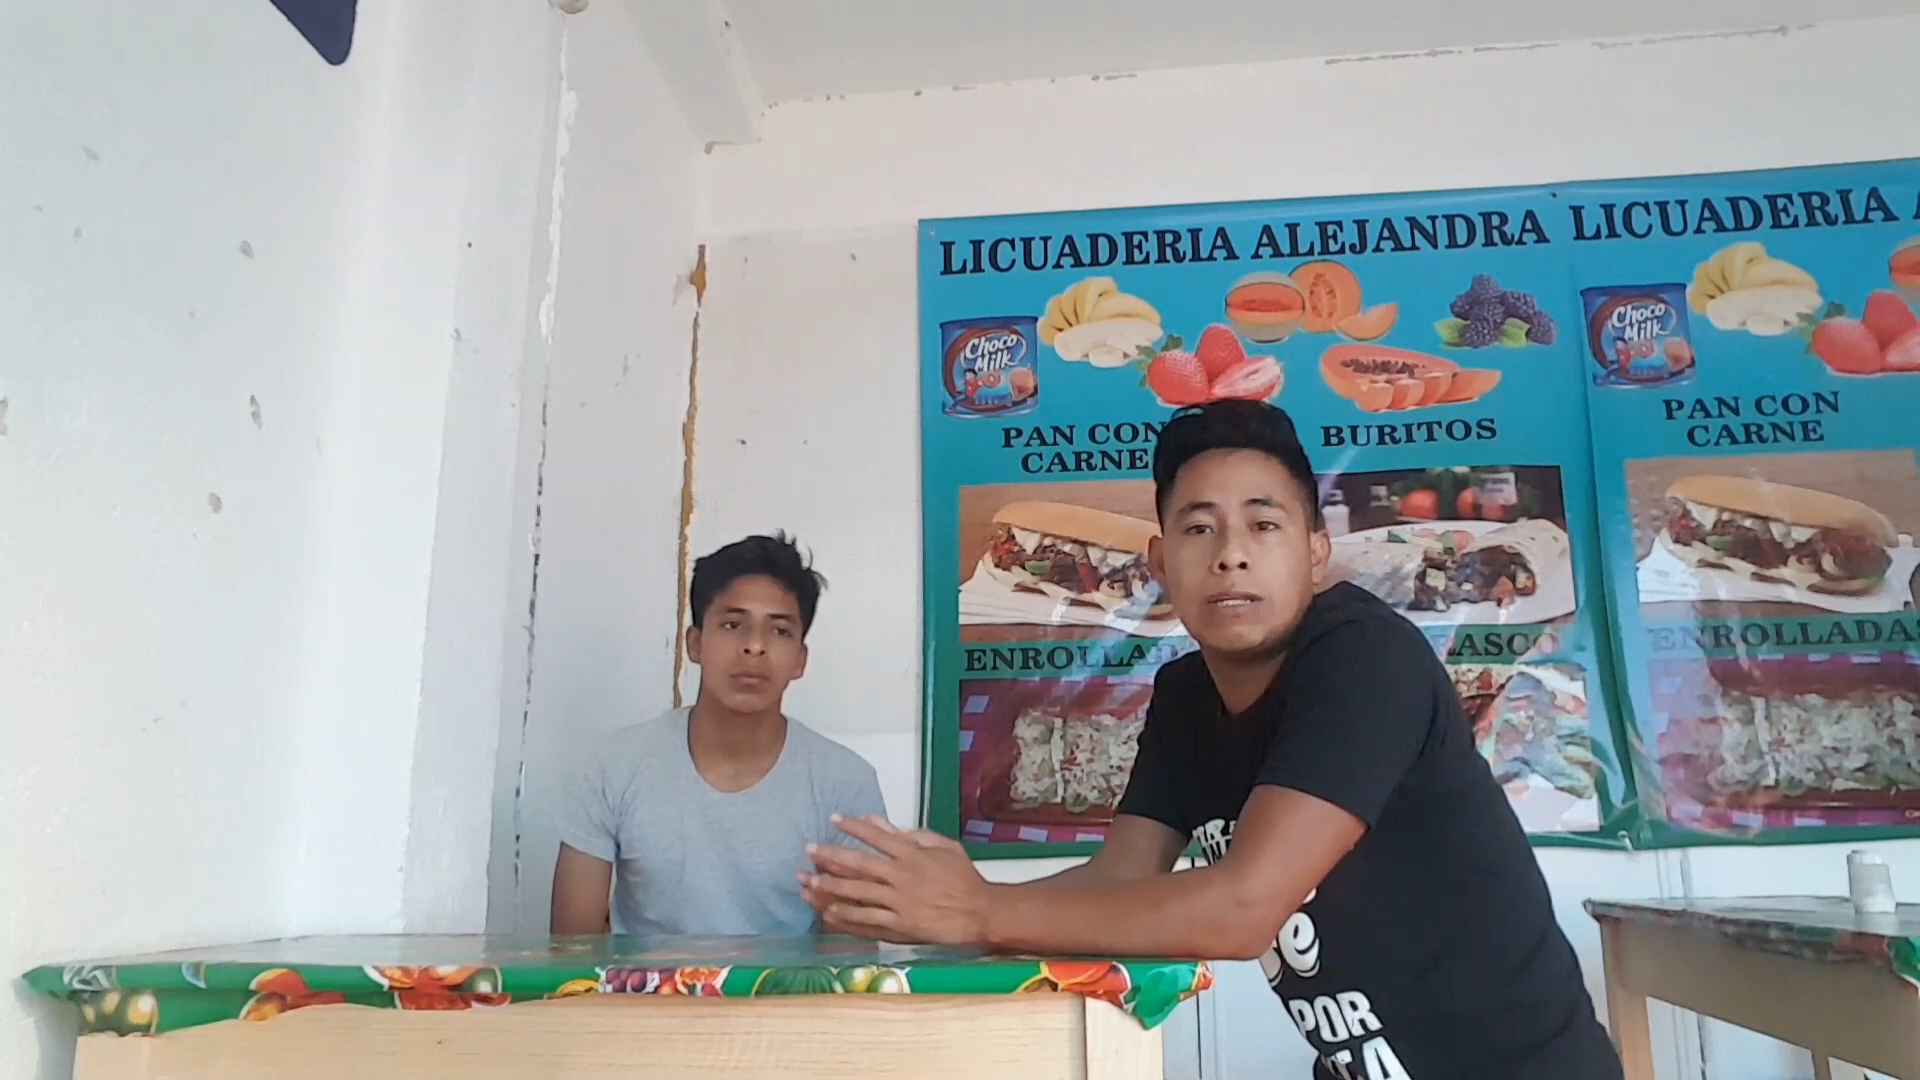 LICUADERIA ALEJANDRA
Choco
Milk
PAN CON
CARNE
BURITOS
LICUADERIA
Choco
Milk
PAN CON
CARNE
ENROLLADAS
POR